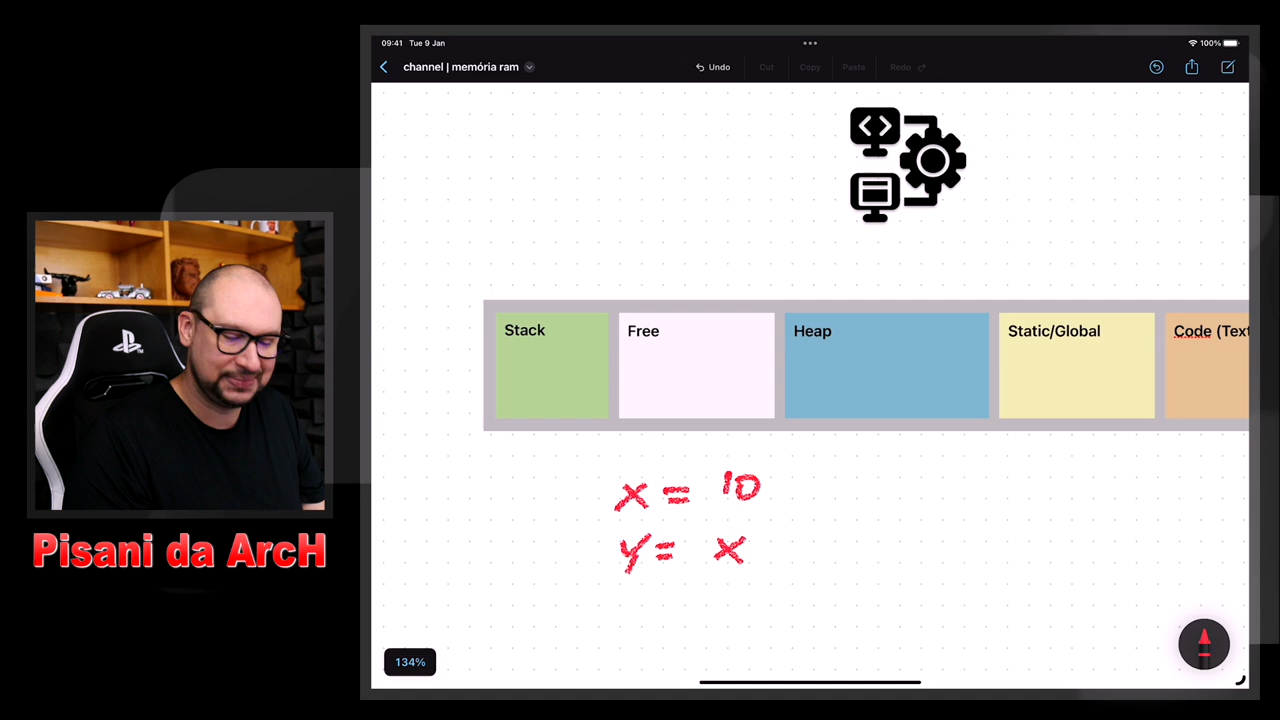 09:41 Tue 9 Jan
100%
channel | memória ram
Undo Cut Copy Paste Redo
Stack Free Heap Static/Global Code (Text
x = 10
y = x
134%
Pisani da ArcH